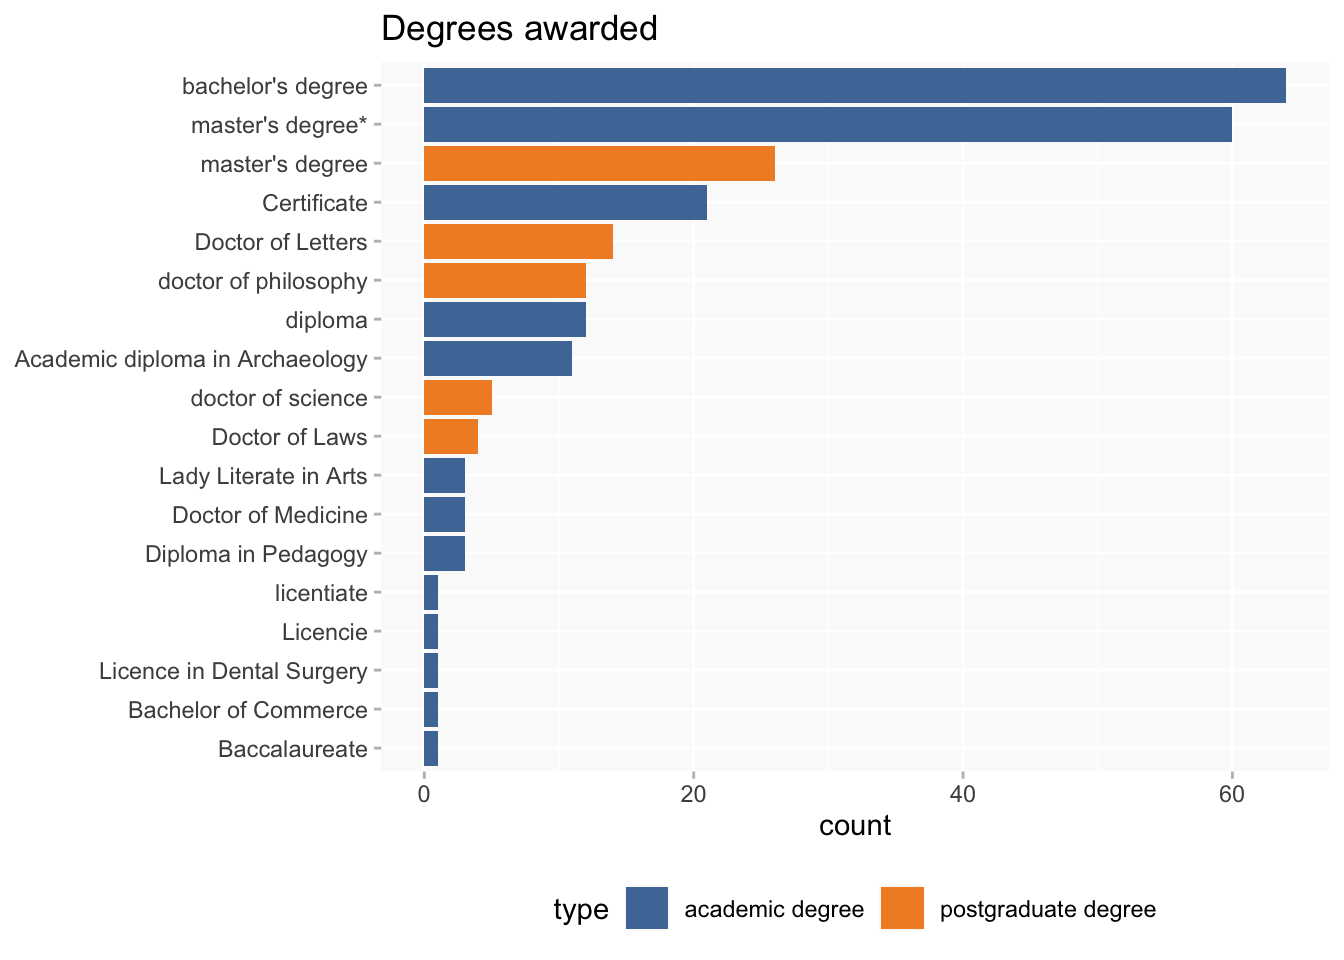 Degrees awarded
bachelor's degree
master's degree*
master's degree
Certificate
Doctor of Letters
doctor of philosophy
diploma
Academic diploma in Archaeology
doctor of science
Doctor of Laws
Lady Literate in Arts
Doctor of Medicine
Diploma in Pedagogy
licentiate
Licencie
Licence in Dental Surgery
Bachelor of Commerce
Baccalaureate
0 20 40 60
count
type academic degree postgraduate degree